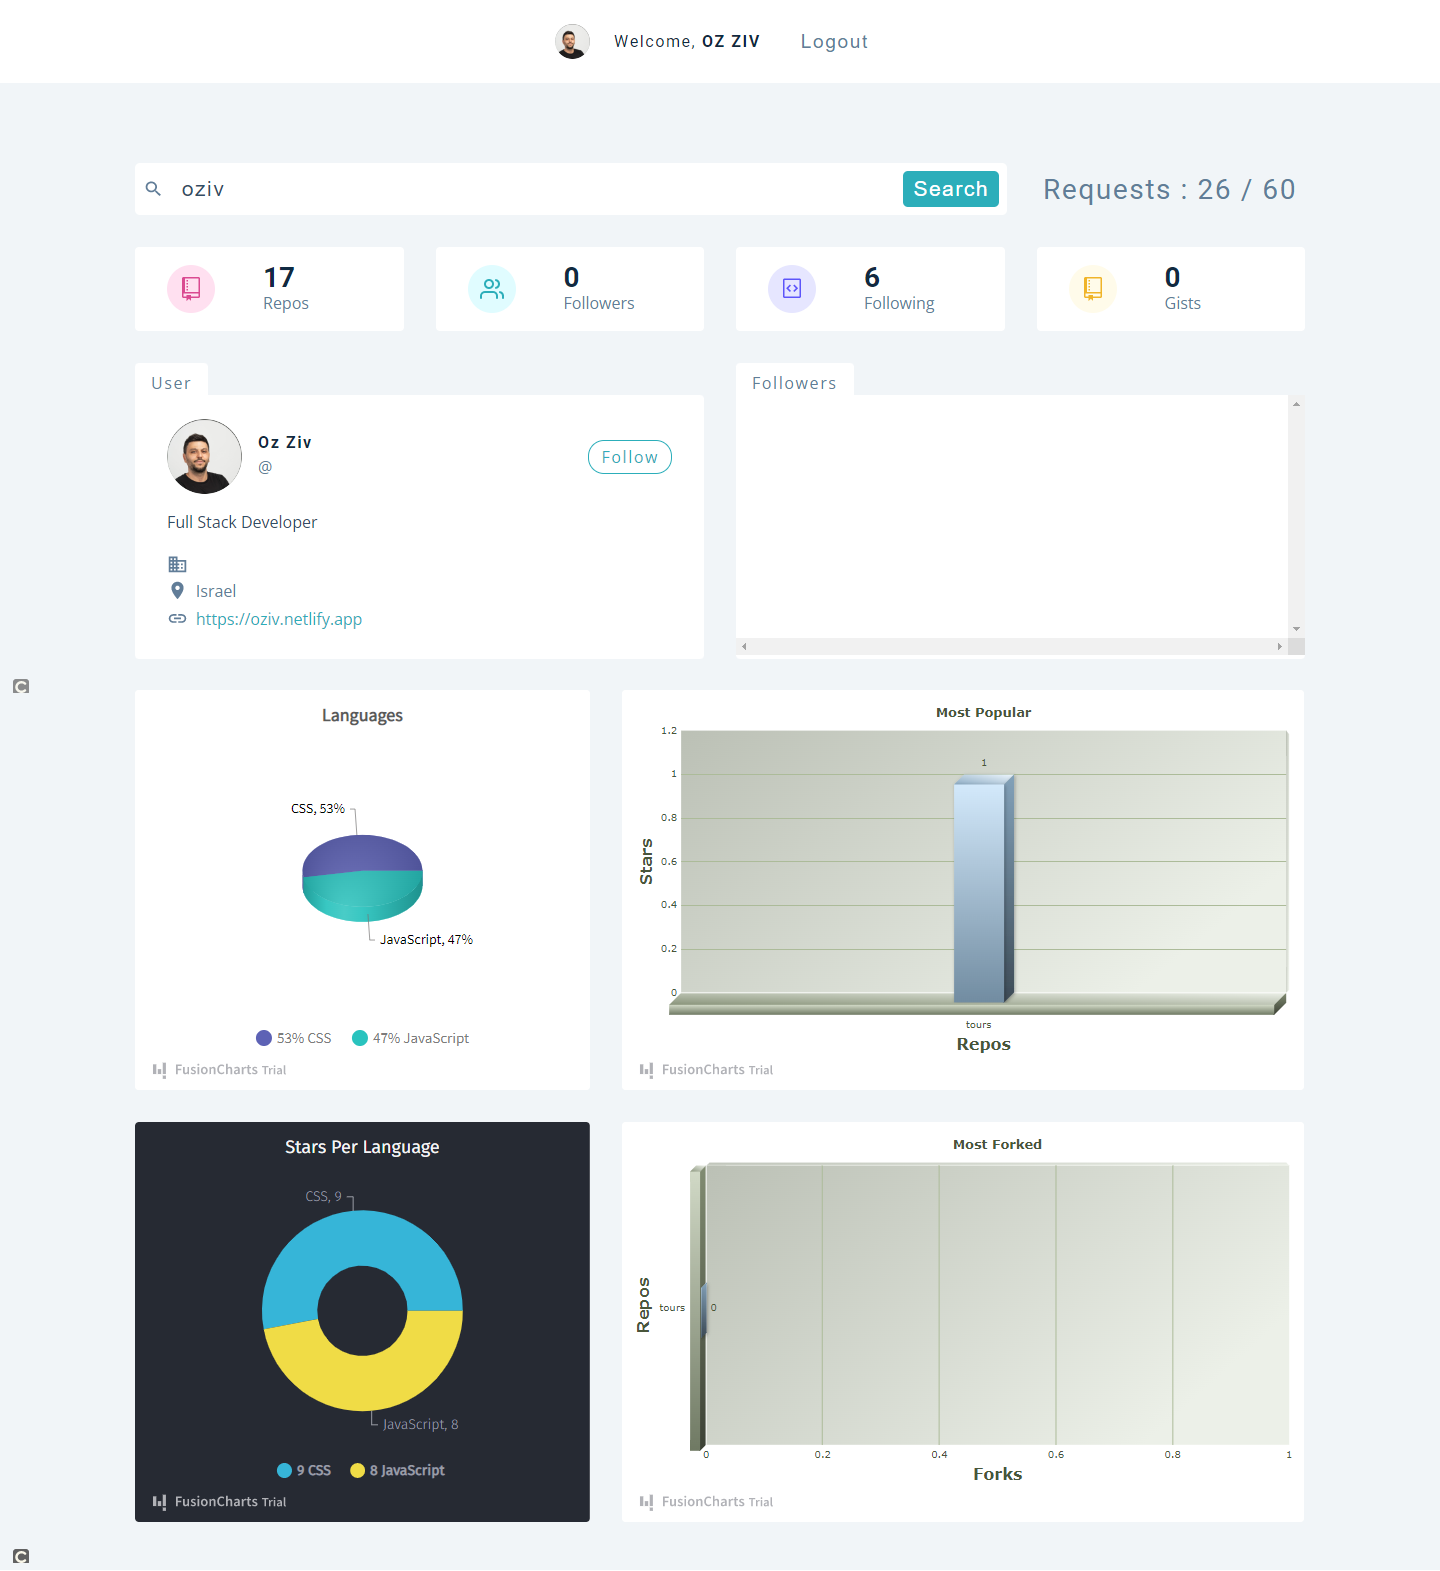 Welcome, OZ ZIV
Logout
oziv
Search
Requests : 26 / 60
17
Repos
0
Followers
6
Following
0
Gists
User
Oz Ziv
@
Follow
Full Stack Developer
Israel
https://oziv.netlify.app
Followers
Languages
CSS, 53%
JavaScript, 47%
53% CSS
47% JavaScript
FusionCharts Trial
Most Popular
Stars
1.2
1
0.8
0.6
0.4
0.2
0
1
tours
Repos
FusionCharts Trial
Stars Per Language
CSS, 9
JavaScript, 8
9 CSS
8 JavaScript
FusionCharts Trial
Most Forked
Repos
tours
0
0
0.2
0.4
0.6
0.8
1
Forks
FusionCharts Trial